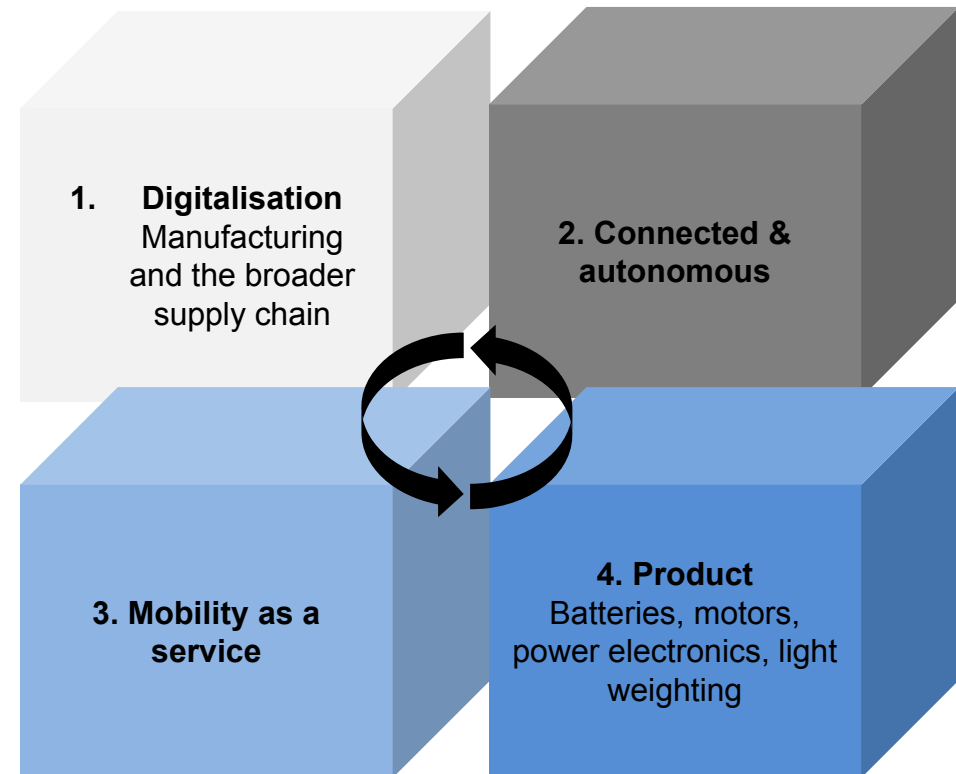 1. Digitalisation
Manufacturing
and the broader
supply chain
2. Connected &
autonomous
3. Mobility as a
service
4. Product
Batteries, motors,
power electronics, light
weighting